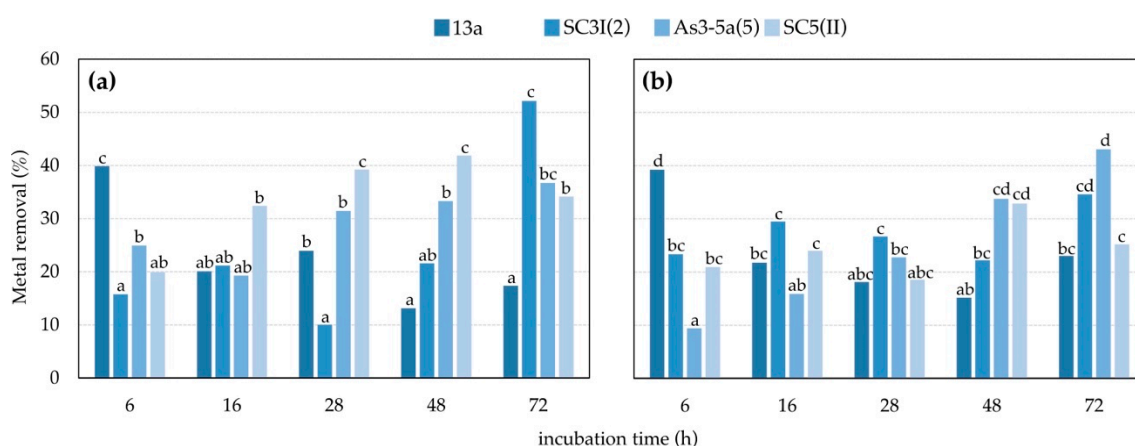 13a SC3I(2) As3-5a(5) SC5(II)
Metal removal (%)
60
50
40
30
20
10
0
(a)
c a b ab
ab ab ab b
b a b c
a ab b c
a c bc b
6 16 28 48 72
(b)
d bc a bc
bc c ab c
abc c bc abc
ab bc cd cd
bc cd d c
6 16 28 48 72
incubation time (h)